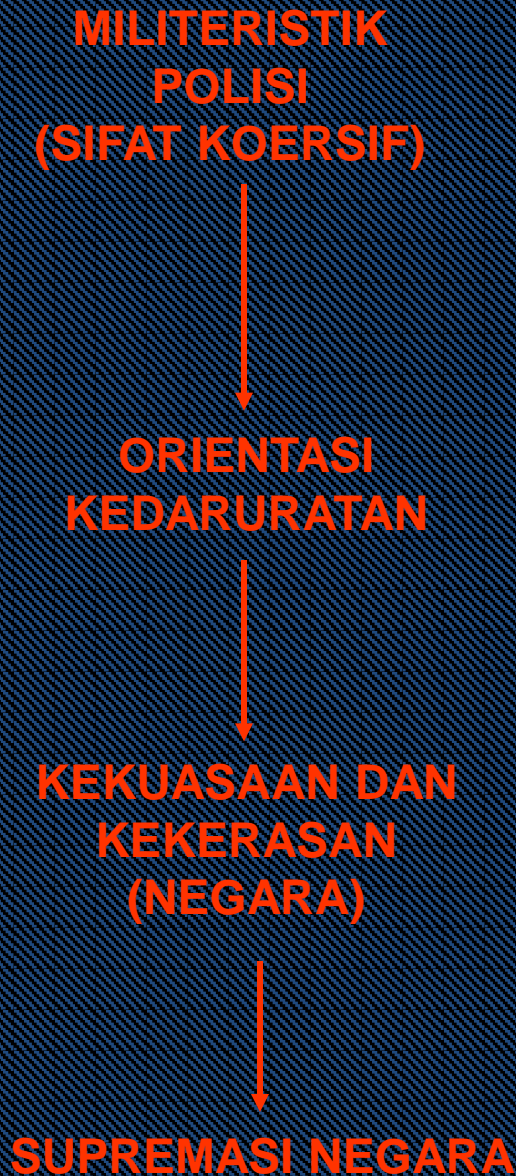 MILITERISTIK
POLISI
(SIFAT KOERSIF)
ORIENTASI
KEDARURATAN
KEKUASAAN DAN
KEKERASAN
(NEGARA)
SUPREMASI NEGARA